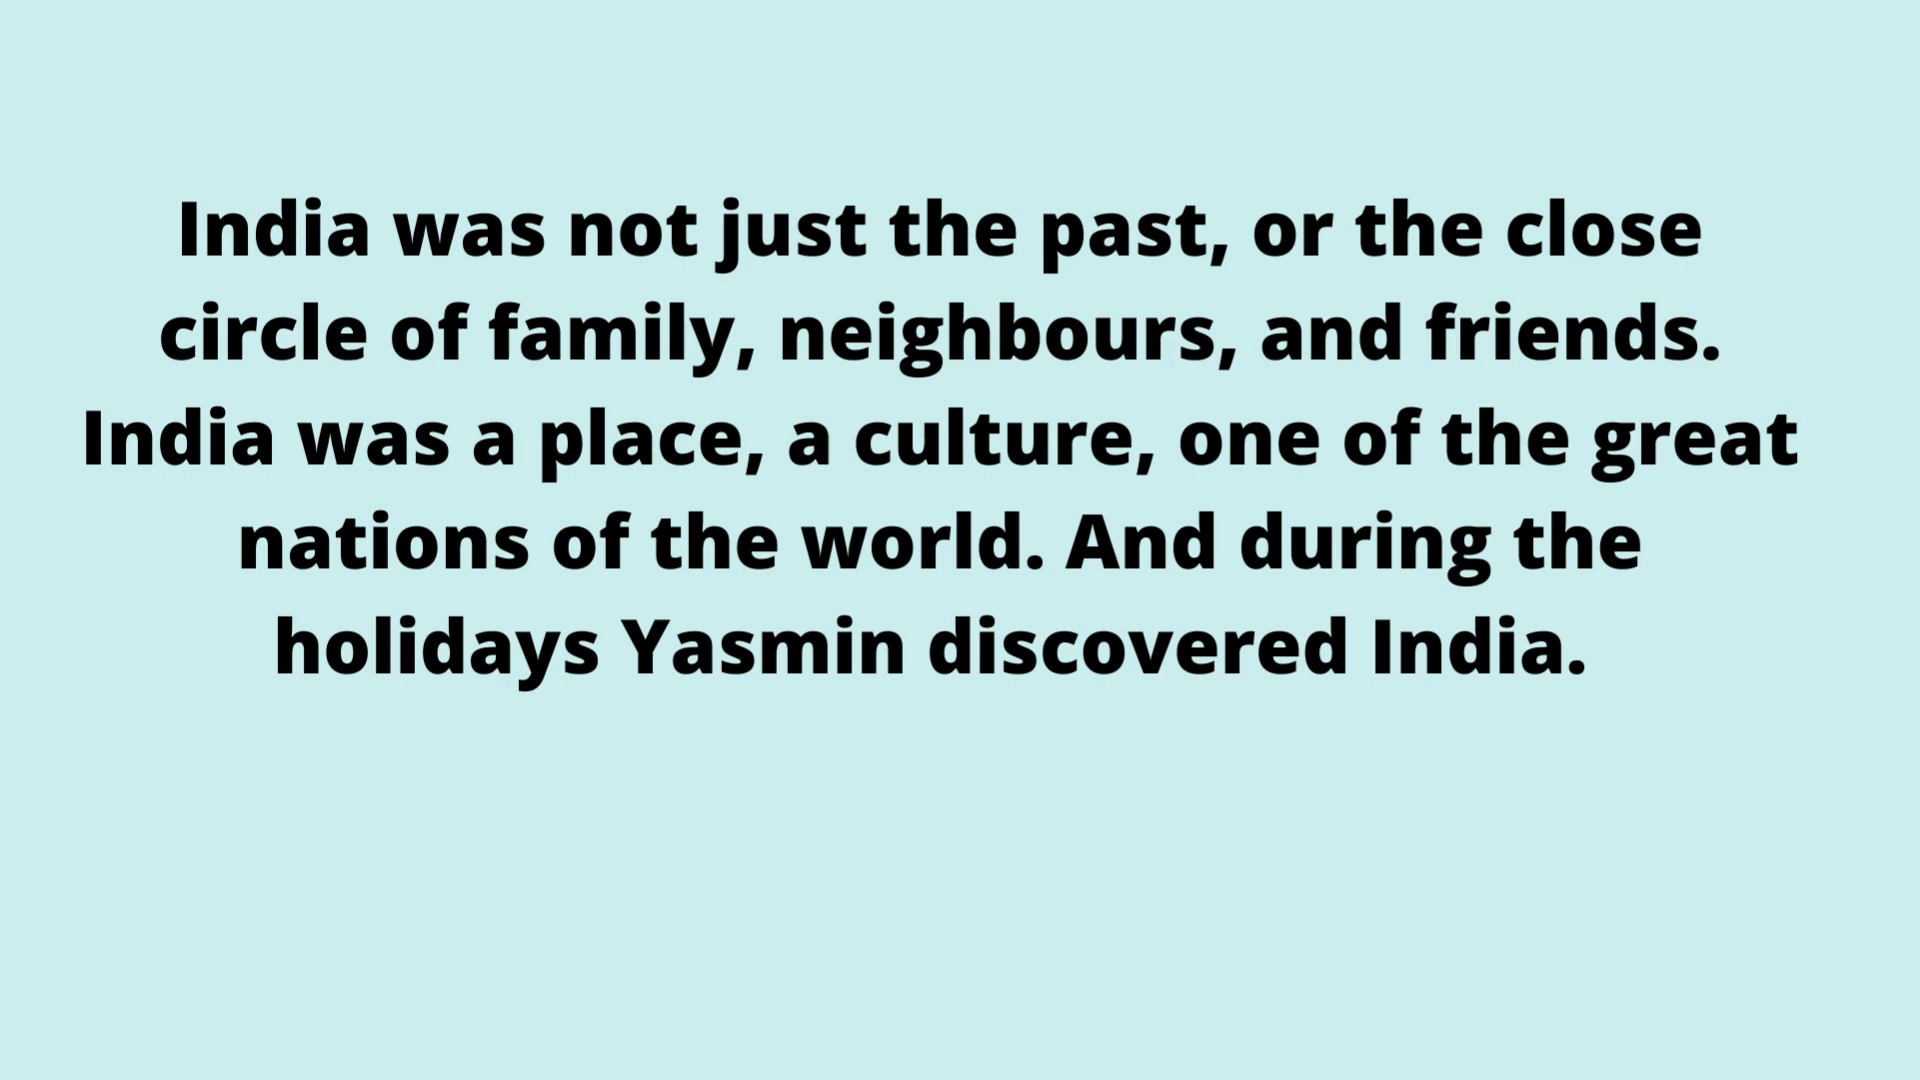 India was not just the past, or the close
circle of family, neighbours, and friends.
India was a place, a culture, one of the great
nations of the world. And during the
holidays Yasmin discovered India.